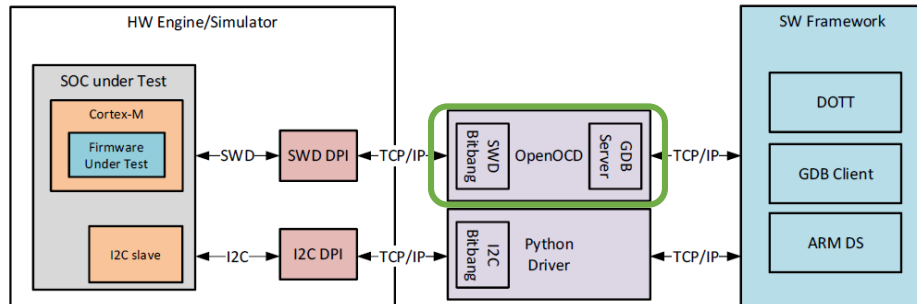 HW Engine/Simulator
SOC under Test
Cortex-M
Firmware
Under Test
SWD
SWD DPI
TCP/IP
SWD
Bitbang
OpenOCD
GDB
Server
TCP/IP
I2C slave
I2C
I2C DPI
TCP/IP
I2C
Bitbang
Python
Driver
TCP/IP
SW Framework
DOTT
GDB Client
ARM DS